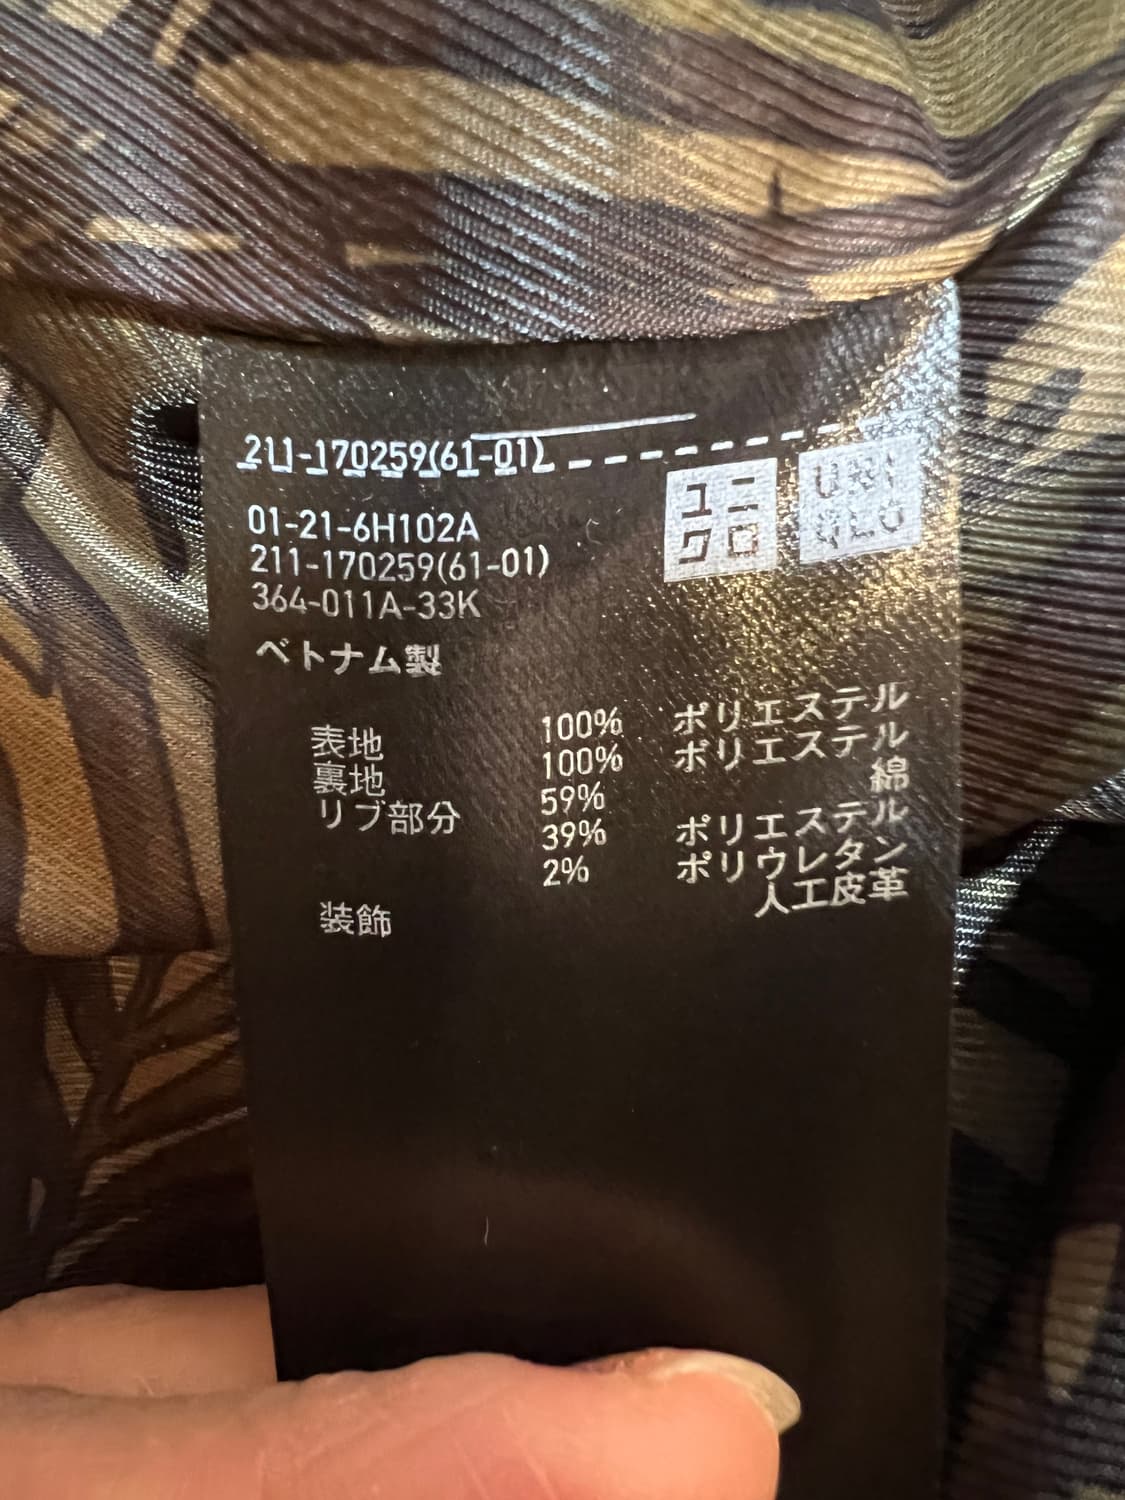 211-170259(61-01)
ユニ
クロ
UNI
QLO
01-21-6H102A
211-170259(61-01)
364-011A-33K
ベトナム製
表地 100% ポリエステル
裏地 100% ポリエステル
リブ部分 59% 綿
39% ポリエステル
2% ポリウレタン
装飾 人工皮革